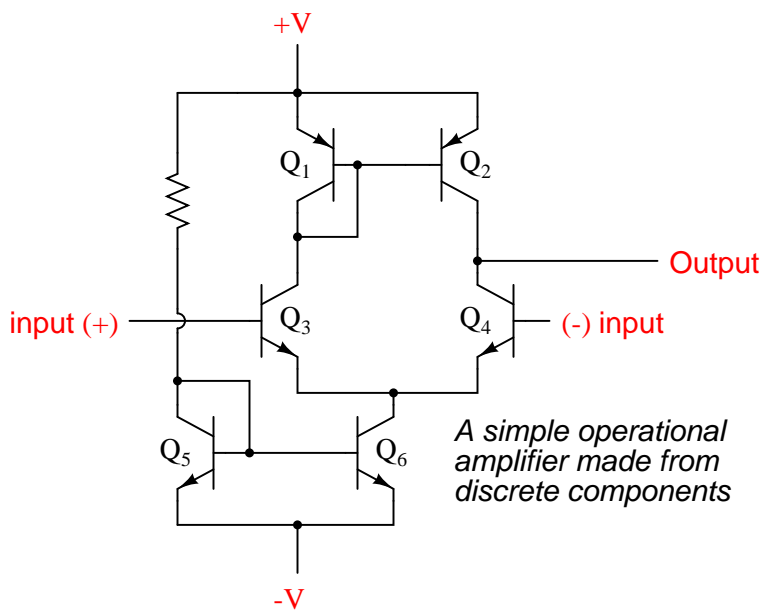 +V
Q1
Q2
Output
input (+)
Q3
Q4
(-) input
Q5
Q6
A simple operational
amplifier made from
discrete components
-V